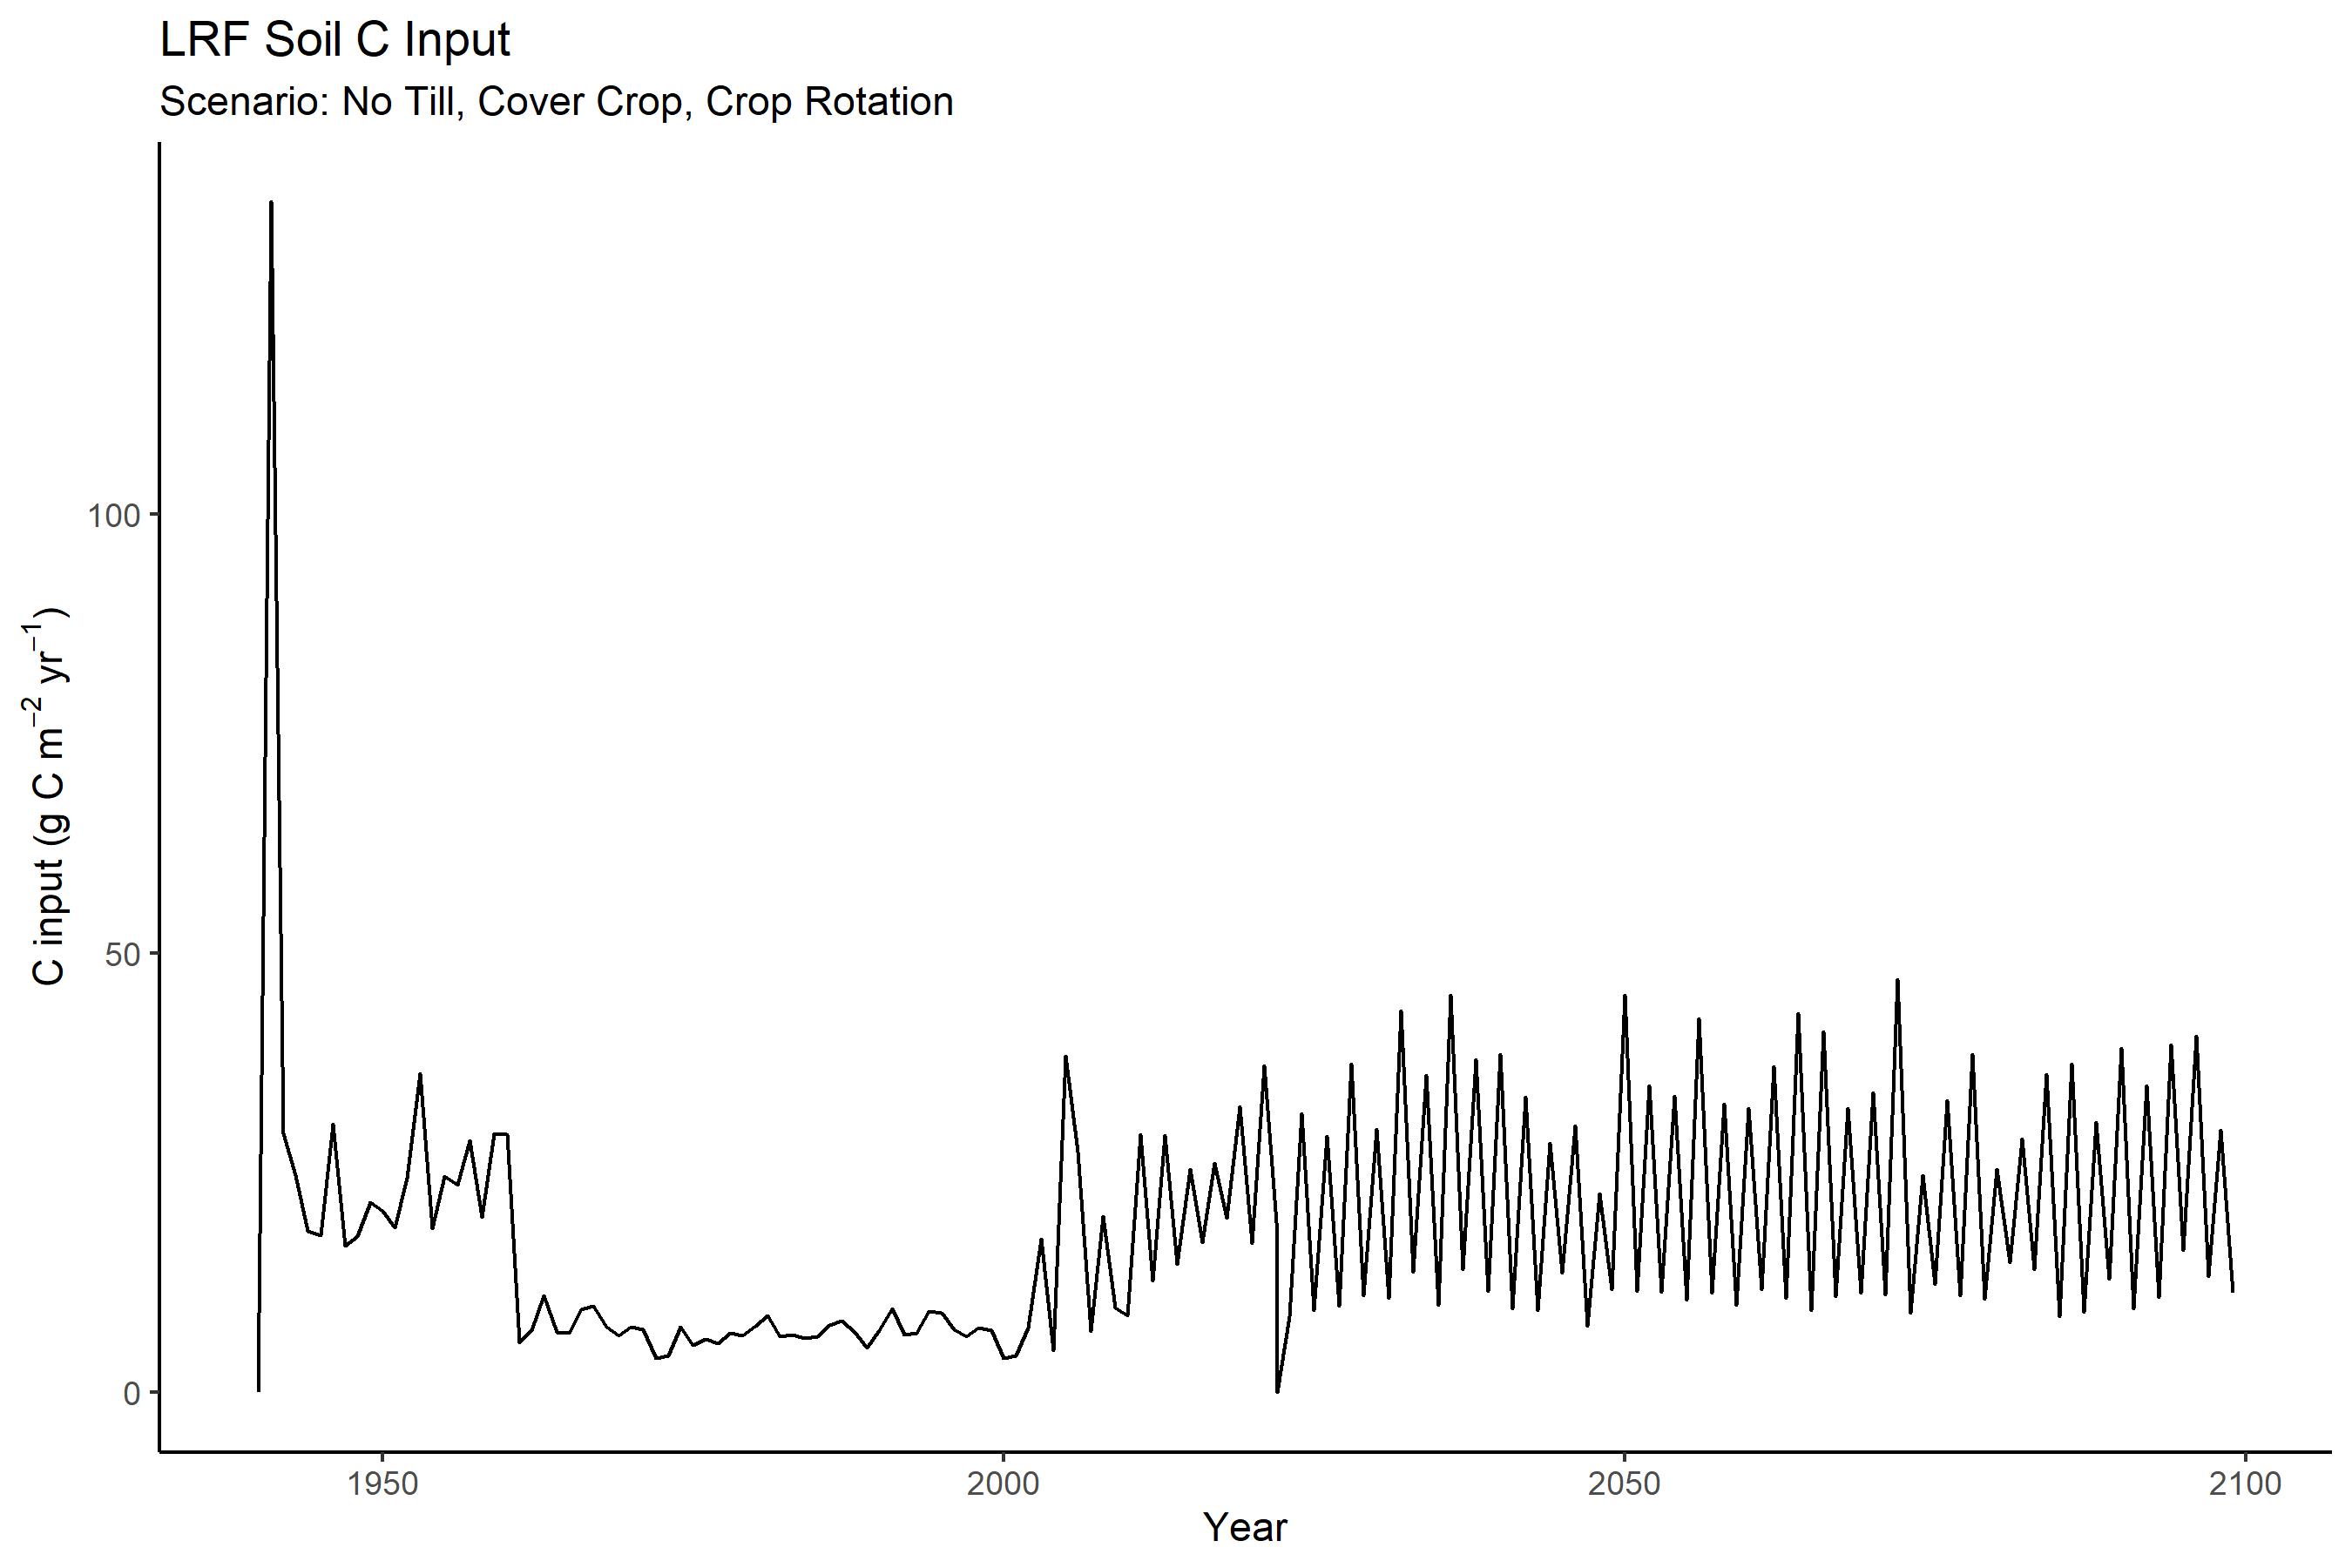 LRF Soil C Input
Scenario: No Till, Cover Crop, Crop Rotation
C input (g C m⁻² yr⁻¹)
100
50
0
1950 2000 2050 2100
Year